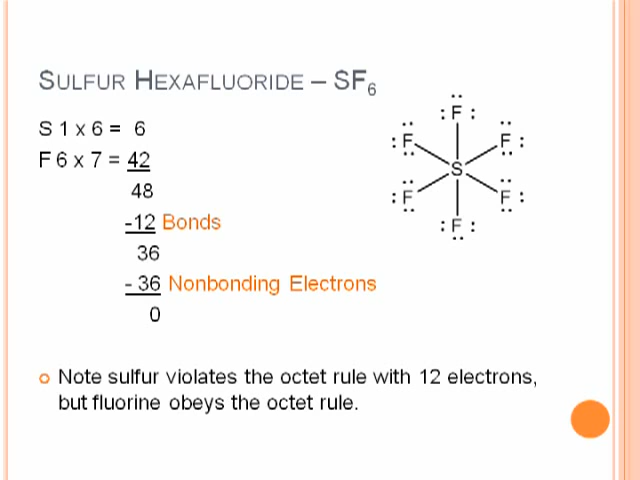 SULFUR HEXAFLUORIDE – SF6
S 1 x 6 = 6
F 6 x 7 = 42
48
-12 Bonds
36
- 36 Nonbonding Electrons
0
F
F F
S
F F
F
Note sulfur violates the octet rule with 12 electrons,
but fluorine obeys the octet rule.